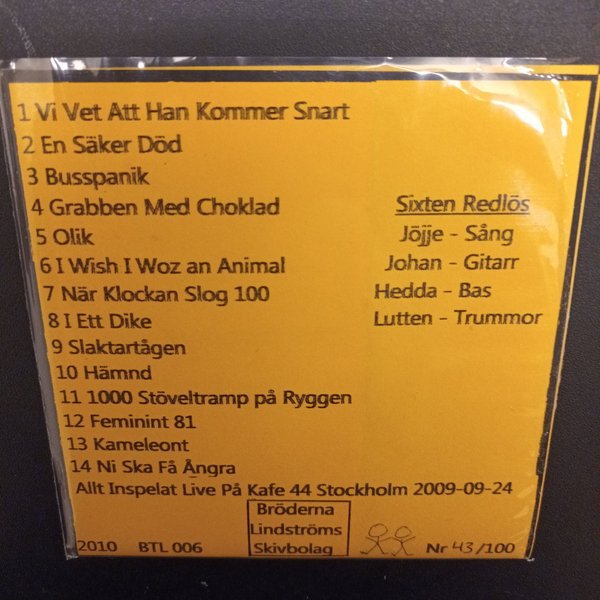 1 Vi Vet Att Han Kommer Snart
2 En Säker Död
3 Busspanik
4 Grabben Med Choklad
5 Olik
6 I Wish I Woz an Animal
7 När Klockan Slog 100
8 I Ett Dike
9 Slaktartågen
10 Hämnd
11 1000 Stöveltramp på Ryggen
12 Feminint 81
13 Kameleont
14 Ni Ska Få Ångra
Sixten Redlös
Jöjje - Sång
Johan - Gitarr
Hedda - Bas
Lutten - Trummor
Allt Inspelat Live På Kafe 44 Stockholm 2009-09-24
2010 BTL 006
Bröderna
Lindströms
Skivbolag
Nr 43/100